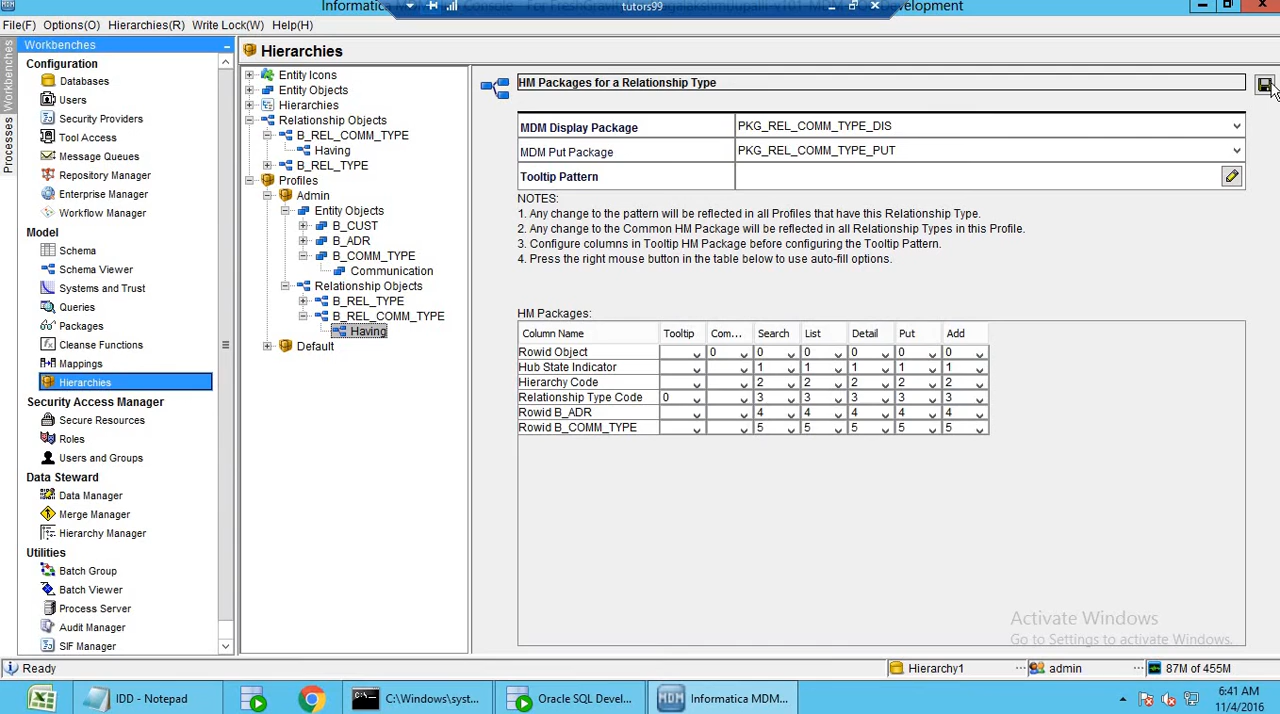 Informatica
tutors99
Development
File(F) Options(O) Hierarchies(R) Write Lock(W) Help(H)
Workbenches
Processes
Workbenches
Configuration
Databases
Users
Security Providers
Tool Access
Message Queues
Repository Manager
Enterprise Manager
Workflow Manager
Model
Schema
Schema Viewer
Systems and Trust
Queries
Packages
Cleanse Functions
Mappings
Hierarchies
Security Access Manager
Secure Resources
Roles
Users and Groups
Data Steward
Data Manager
Merge Manager
Hierarchy Manager
Utilities
Batch Group
Batch Viewer
Process Server
Audit Manager
SIF Manager
Hierarchies
Entity Icons
Entity Objects
Hierarchies
Relationship Objects
B_REL_COMM_TYPE
Having
B_REL_TYPE
Profiles
Admin
Entity Objects
B_CUST
B_ADR
B_COMM_TYPE
Communication
Relationship Objects
B_REL_TYPE
B_REL_COMM_TYPE
Having
Default
HM Packages for a Relationship Type
MDM Display Package PKG_REL_COMM_TYPE_DIS
MDM Put Package PKG_REL_COMM_TYPE_PUT
Tooltip Pattern
NOTES:
1. Any change to the pattern will be reflected in all Profiles that have this Relationship Type.
2. Any change to the Common HM Package will be reflected in all Relationship Types in this Profile.
3. Configure columns in Tooltip HM Package before configuring the Tooltip Pattern.
4. Press the right mouse button in the table below to use auto-fill options.
HM Packages:
Column Name Tooltip Com... Search List Detail Put Add
Rowid Object 0 0 0 0 0 0
Hub State Indicator 1 1 1 1 1
Hierarchy Code 2 2 2 2 2
Relationship Type Code 0 3 3 3 3 3
Rowid B_ADR 4 4 4 4 4
Rowid B_COMM_TYPE 5 5 5 5 5
Activate Windows
Go to Settings to activate Windows.
Ready
Hierarchy1 admin 87M of 455M
IDD - Notepad
C:\Windows\syst...
Oracle SQL Devel...
Informatica MDM...
6:41 AM
11/4/2016